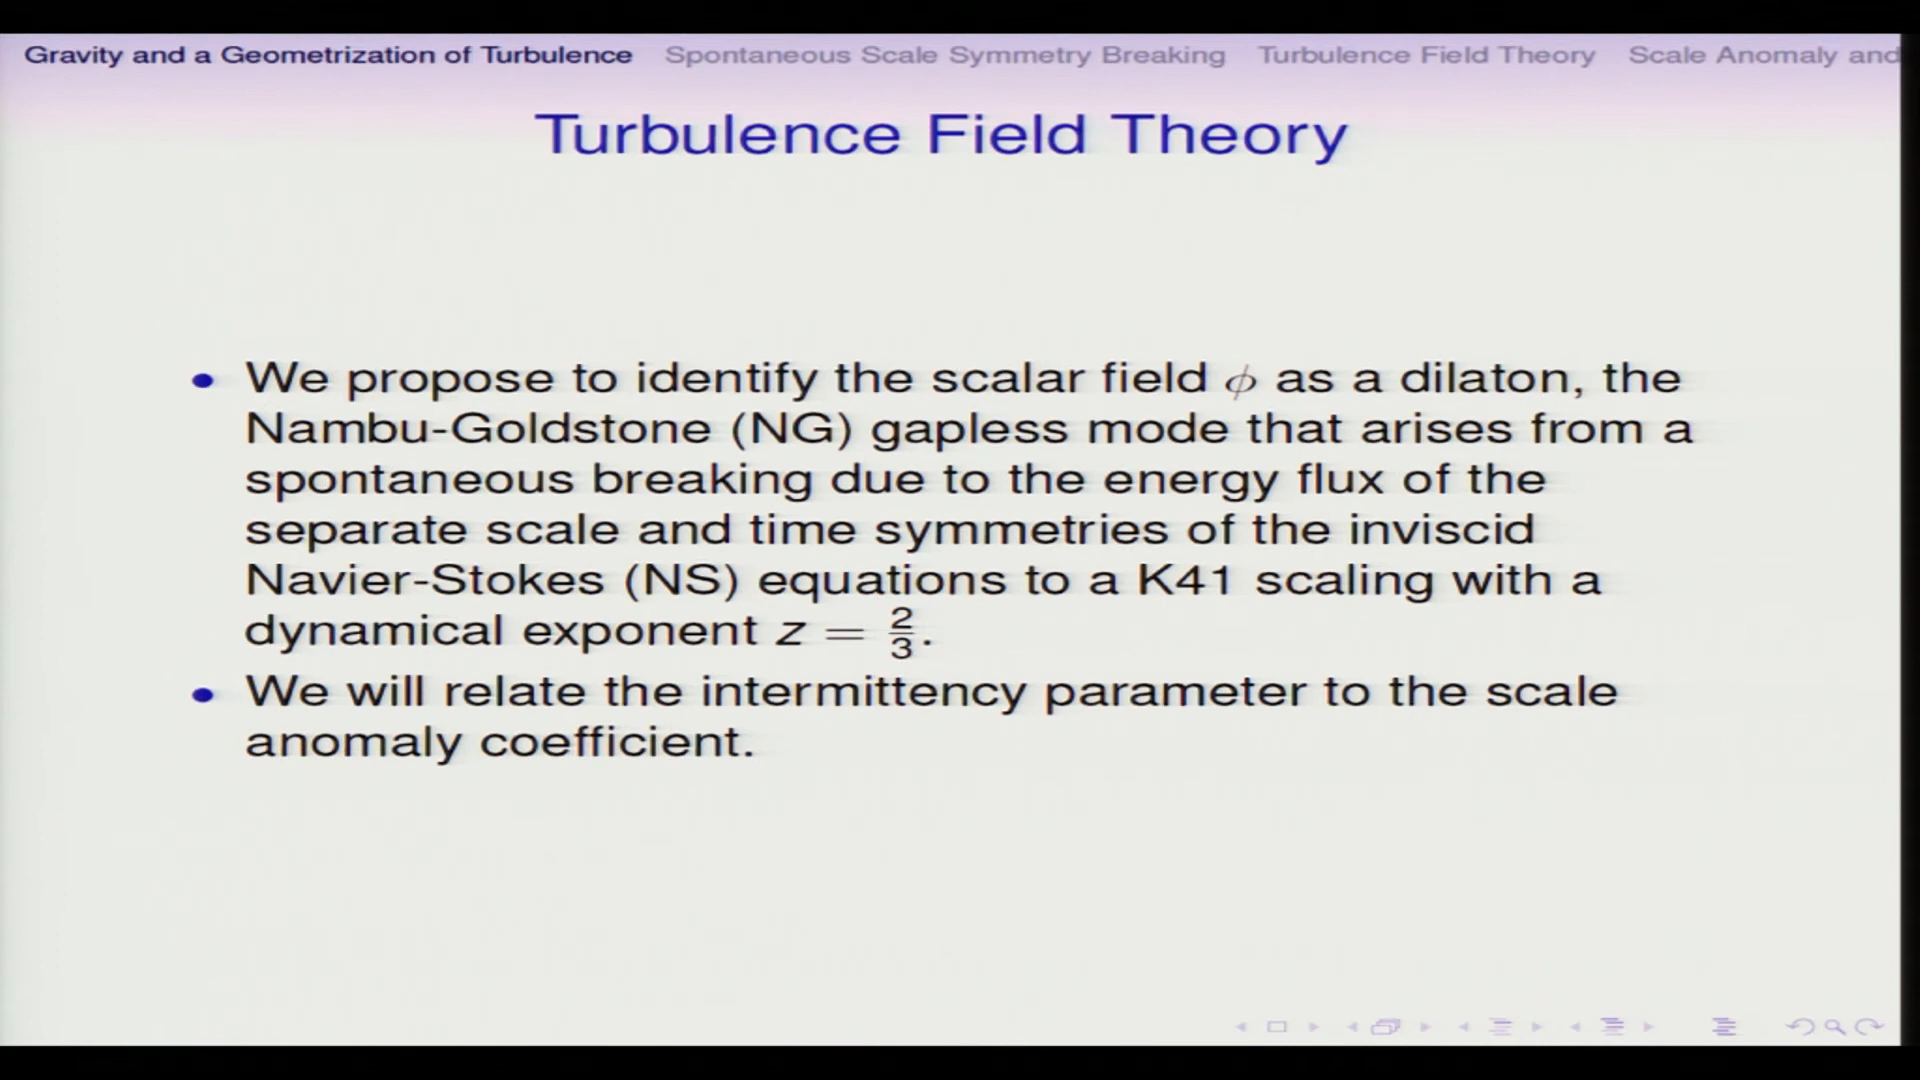 Gravity and a Geometrization of Turbulence Spontaneous Scale Symmetry Breaking Turbulence Field Theory Scale Anomaly and
Turbulence Field Theory
• We propose to identify the scalar field ϕ as a dilaton, the
Nambu-Goldstone (NG) gapless mode that arises from a
spontaneous breaking due to the energy flux of the
separate scale and time symmetries of the inviscid
Navier-Stokes (NS) equations to a K41 scaling with a
dynamical exponent z = 2/3.
• We will relate the intermittency parameter to the scale
anomaly coefficient.